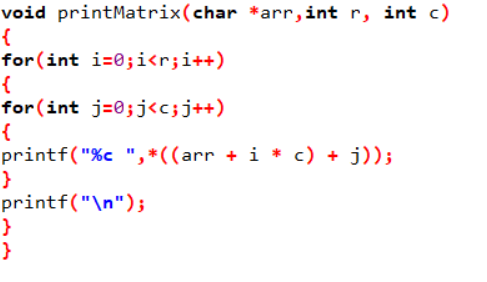 void printMatrix(char *arr,int r, int c)
{
for(int i=0;i<r;i++)
{
for(int j=0;j<c;j++)
{
printf("%c ",*((arr + i * c) + j));
}
printf("\n");
}
}